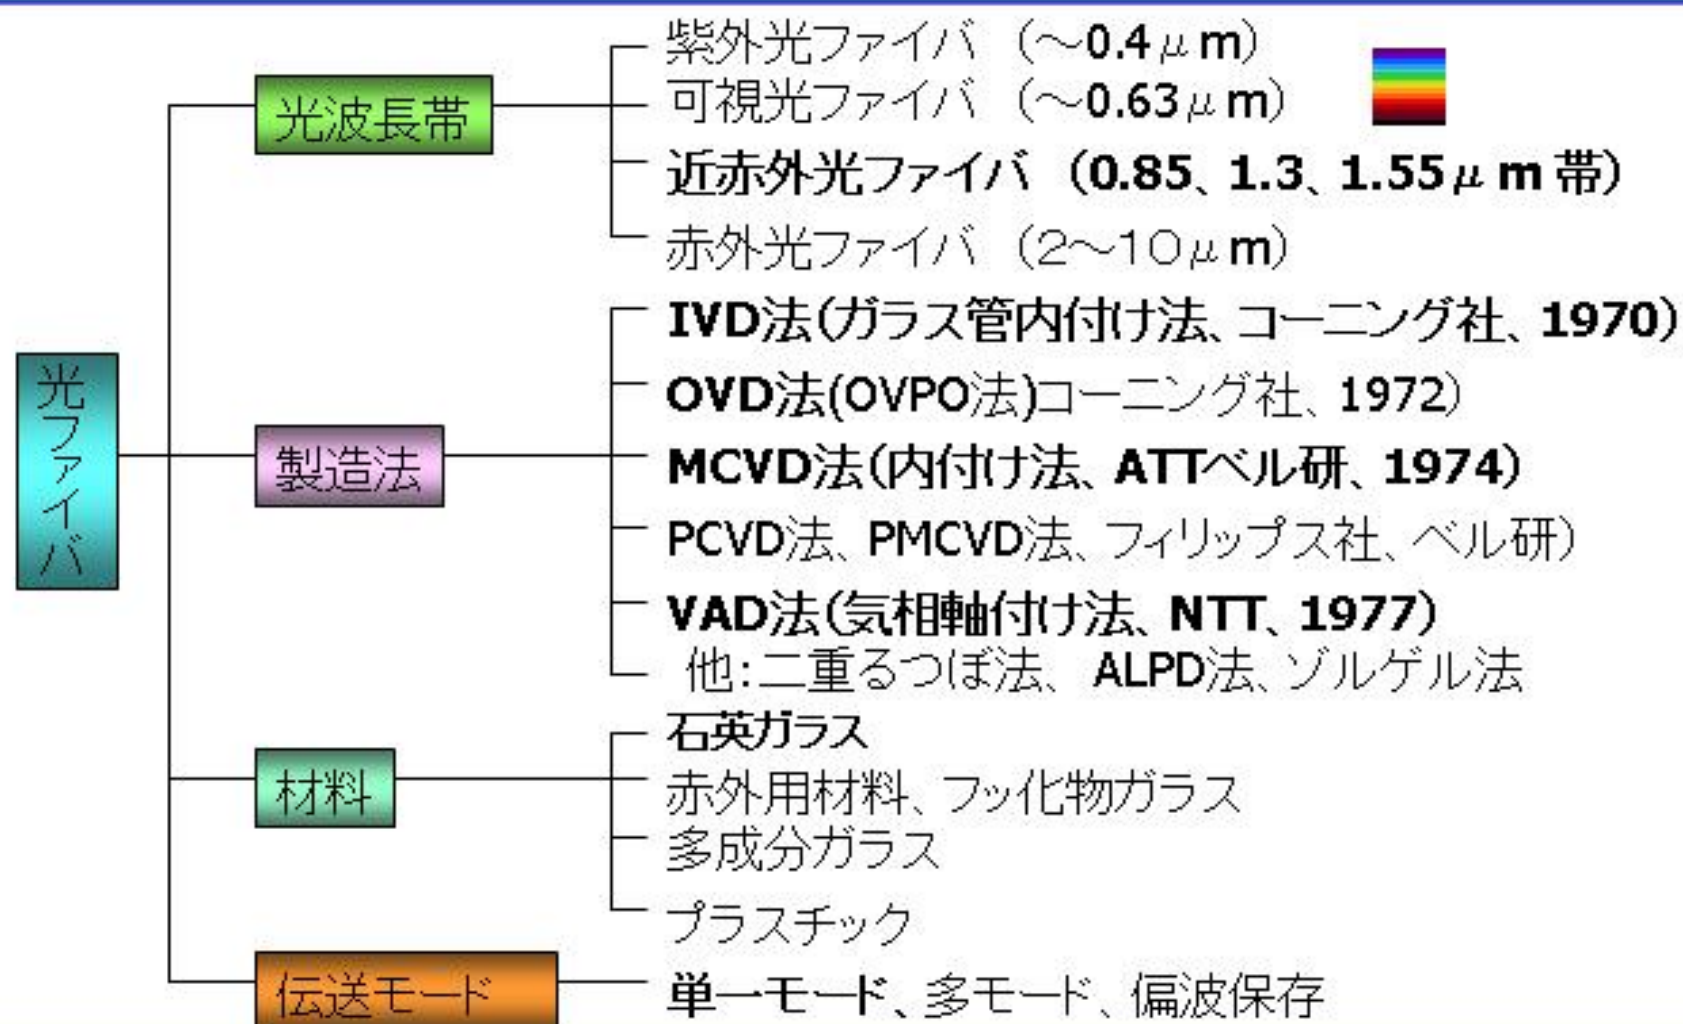 光ファイバ
光波長帯
紫外光ファイバ （～0.4μm）
可視光ファイバ （～0.63μm）
近赤外光ファイバ （0.85、1.3、1.55μm帯）
赤外光ファイバ （2～10μm）
製造法
IVD法(ガラス管内付け法、コーニング社、1970)
OVD法(OVPO法)コーニング社、1972)
MCVD法(内付け法、ATTベル研、1974)
PCVD法、PMCVD法、フィリップス社、ベル研)
VAD法(気相軸付け法、NTT、1977)
他：二重るつぼ法、ALPD法、ゾルゲル法
材料
石英ガラス
赤外用材料、フッ化物ガラス
多成分ガラス
プラスチック
伝送モード
単一モード、多モード、偏波保存